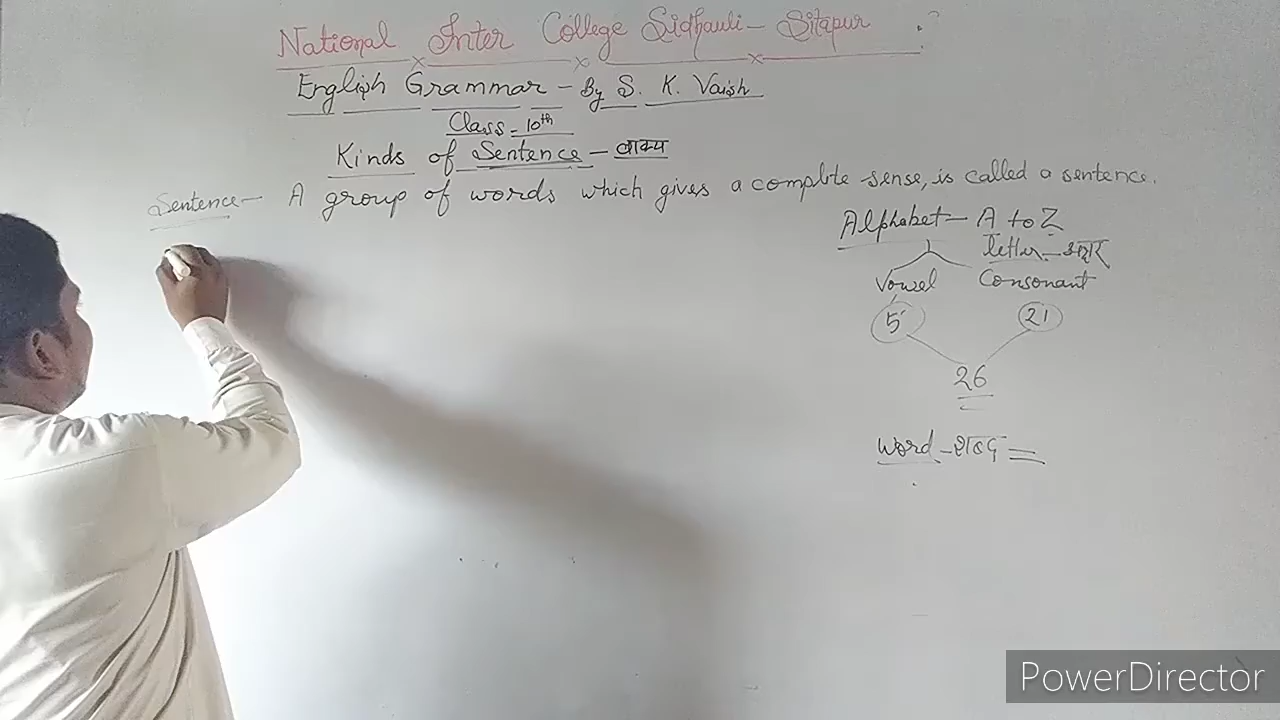 National Inter College Sidhauli - Sitapur
English Grammar - By S. K. Vaish
Class - 10th
Kinds of Sentence - वाक्य
Sentence - A group of words which gives a complete sense, is called a sentence.
Alphabet - A to Z
letter - अक्षर
Vowel Consonant
5 21
26
word - शब्द =
PowerDirector